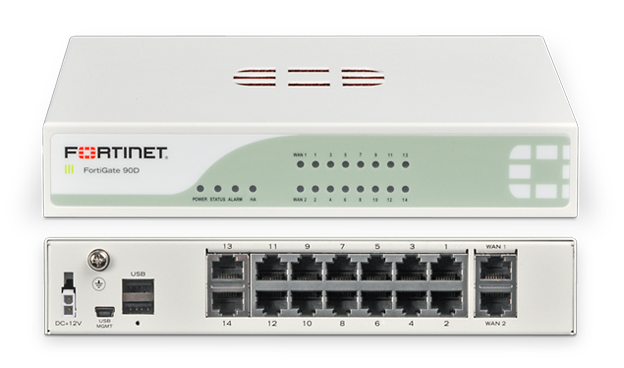 FORTINET
FortiGate 90D
WAN 1 1 3 5 7 9 11 13
POWER STATUS ALARM HA
WAN 2 2 4 6 8 10 12 14
13 11 9 7 5 3 1 WAN 1
USB
DC+12V
USB
MGMT
14 12 10 8 6 4 2 WAN 2